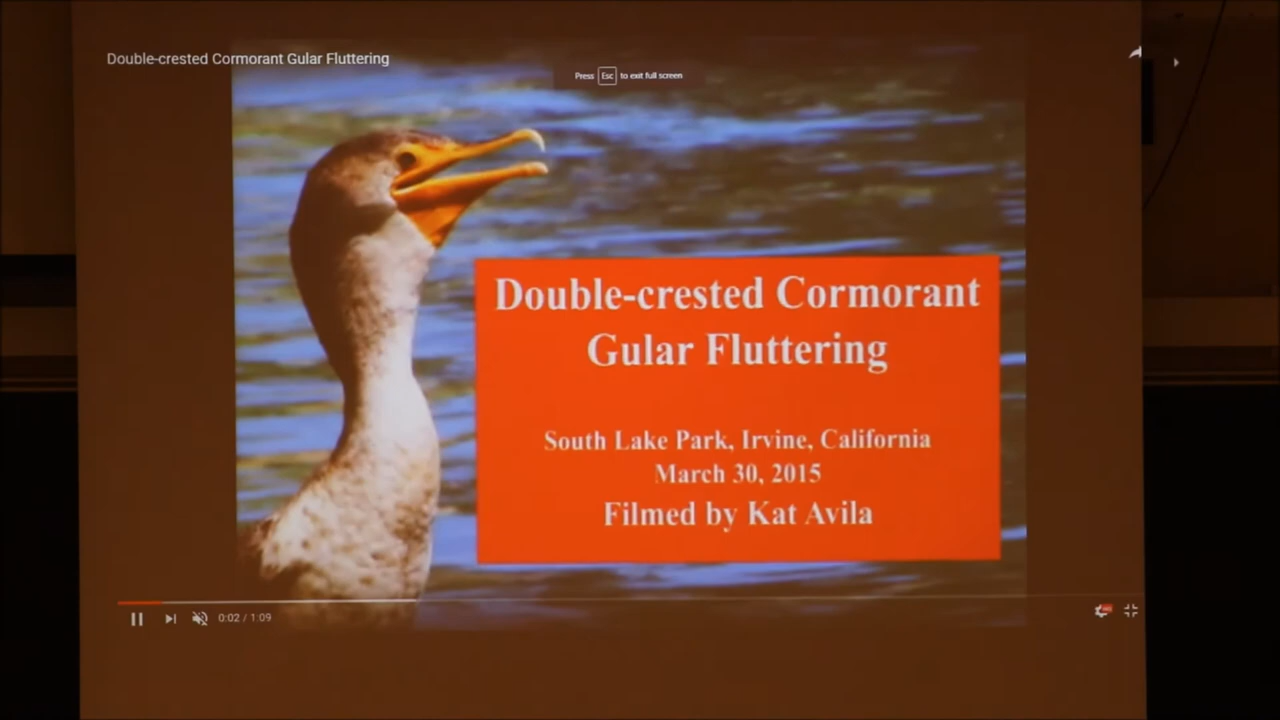 Double-crested Cormorant Gular Fluttering
Press Esc to exit full screen
Double-crested Cormorant
Gular Fluttering
South Lake Park, Irvine, California
March 30, 2015
Filmed by Kat Avila
0:02 / 1:09